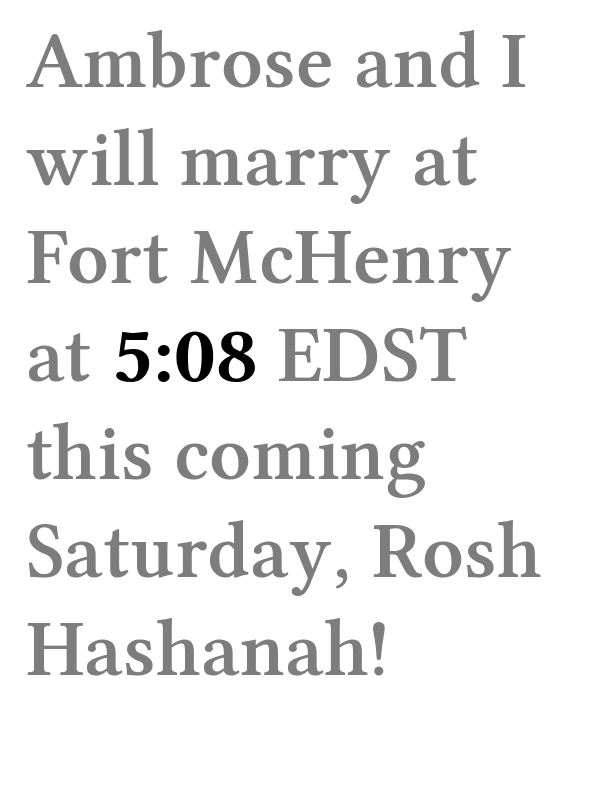 Ambrose and I
will marry at
Fort McHenry
at 5:08 EDST
this coming
Saturday, Rosh
Hashanah!